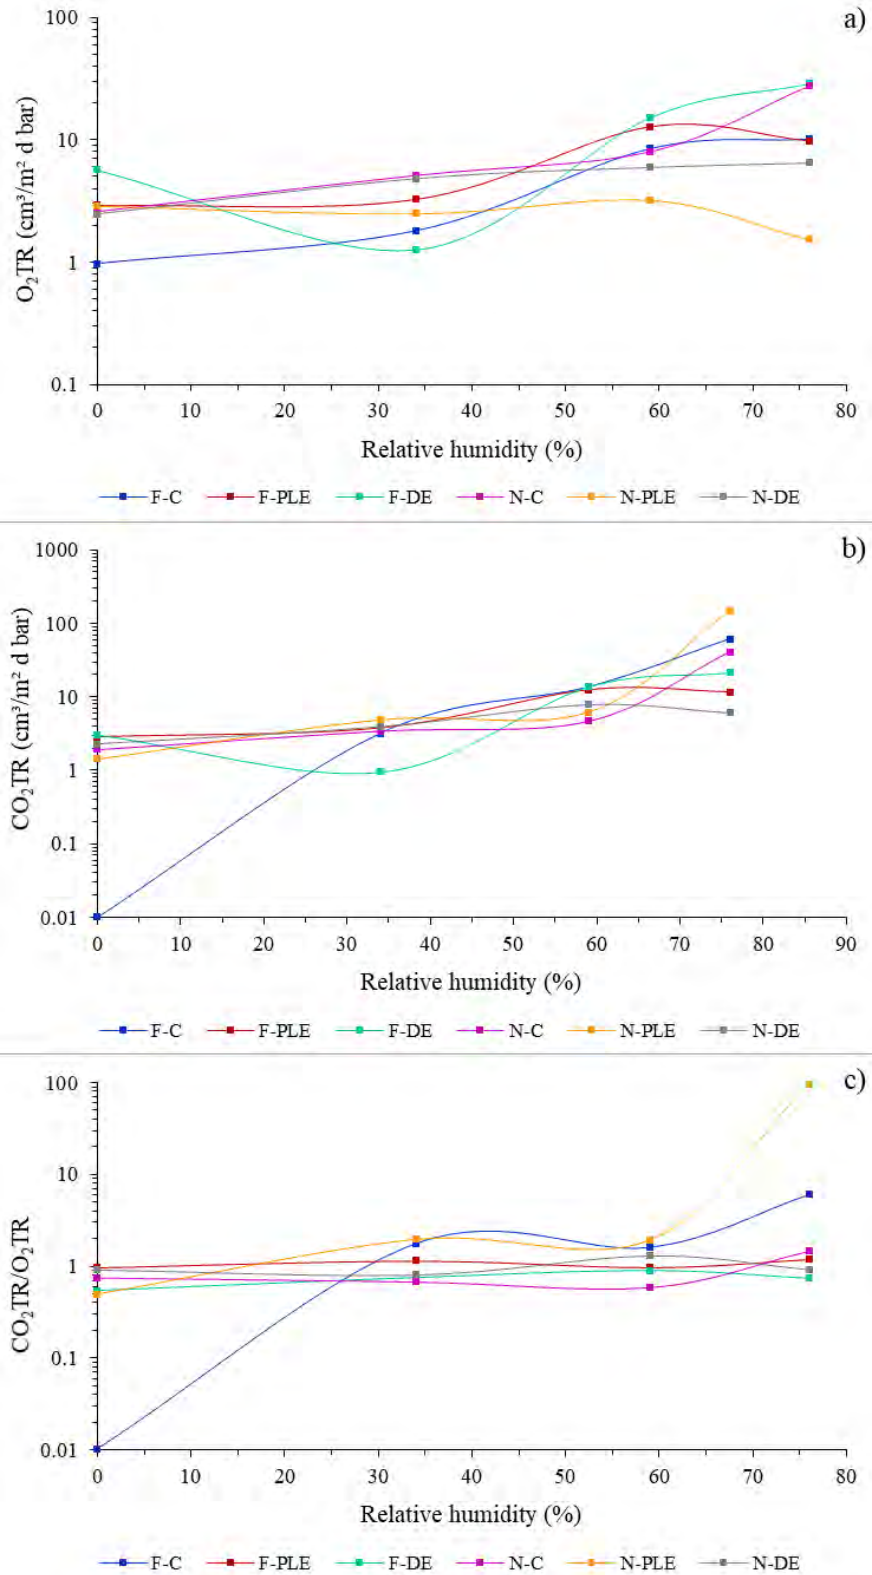 a)
100
10
1
0.1
O₂TR (cm³/m² d bar)
0 10 20 30 40 50 60 70 80
Relative humidity (%)
F-C F-PLE F-DE N-C N-PLE N-DE
b)
1000
100
10
1
0.1
0.01
CO₂TR (cm³/m² d bar)
0 10 20 30 40 50 60 70 80 90
Relative humidity (%)
F-C F-PLE F-DE N-C N-PLE N-DE
c)
100
10
1
0.1
0.01
CO₂TR/O₂TR
0 10 20 30 40 50 60 70 80
Relative humidity (%)
F-C F-PLE F-DE N-C N-PLE N-DE